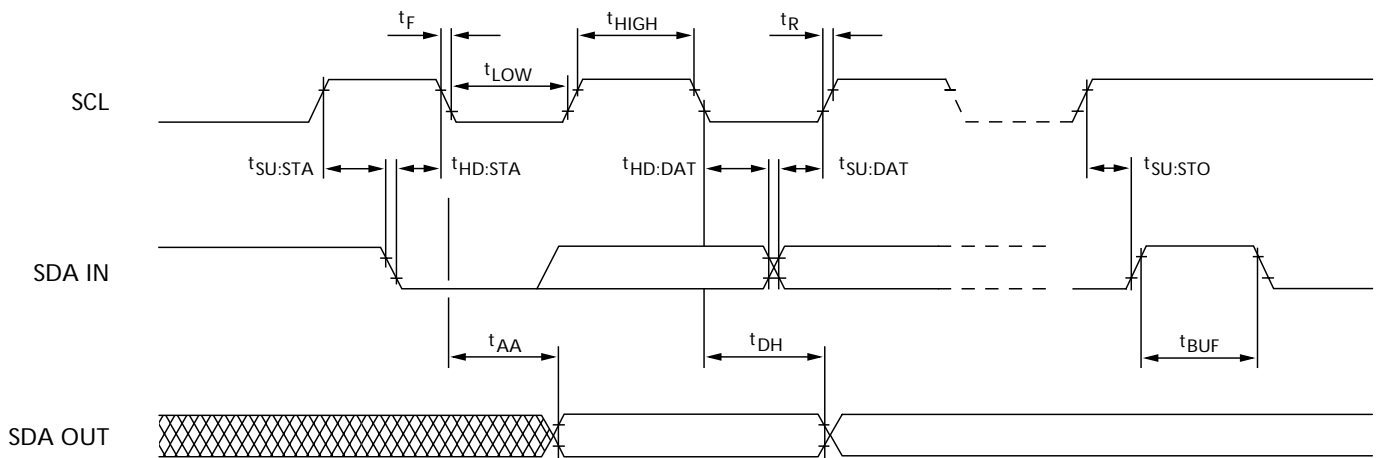 tF
tHIGH
tR
tLOW
SCL
tSU:STA
tHD:STA
tHD:DAT
tSU:DAT
tSU:STO
SDA IN
tAA
tDH
tBUF
SDA OUT